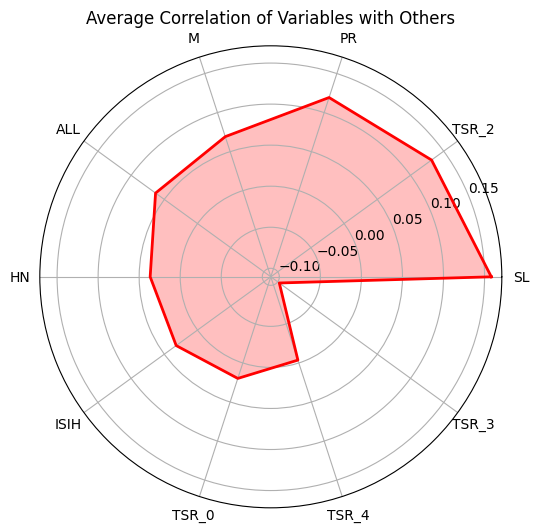 Average Correlation of Variables with Others
M
PR
ALL
TSR_2
0.15
0.10
0.05
0.00
−0.05
−0.10
HN
SL
ISIH
TSR_3
TSR_0
TSR_4